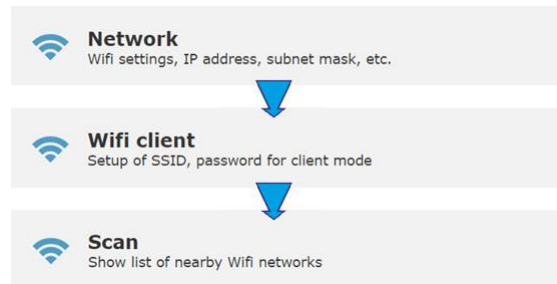 Network
Wifi settings, IP address, subnet mask, etc.
Wifi client
Setup of SSID, password for client mode
Scan
Show list of nearby Wifi networks